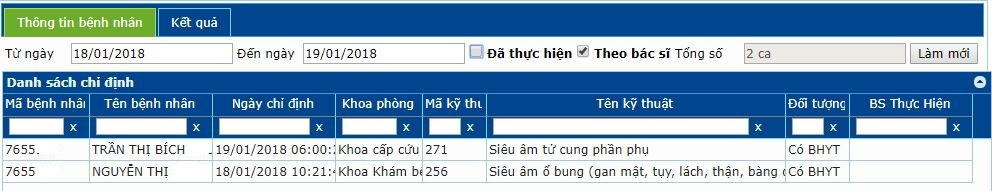 Thông tin bệnh nhân Kết quả
Từ ngày 18/01/2018 Đến ngày 19/01/2018 Đã thực hiện Theo bác sĩ Tổng số 2 ca Làm mới
Danh sách chỉ định
Mã bệnh nhân Tên bệnh nhân Ngày chỉ định Khoa phòng Mã kỹ thu Tên kỹ thuật Đối tượng BS Thực Hiện
x x x x x x x x
7655. TRẦN THỊ BÍCH . 19/01/2018 06:00:2 Khoa cấp cứu 271 Siêu âm tử cung phần phụ Có BHYT
7655 NGUYỄN THỊ 18/01/2018 10:21:4 Khoa Khám bệ 256 Siêu âm ổ bụng (gan mật, tụy, lách, thận, bàng Có BHYT